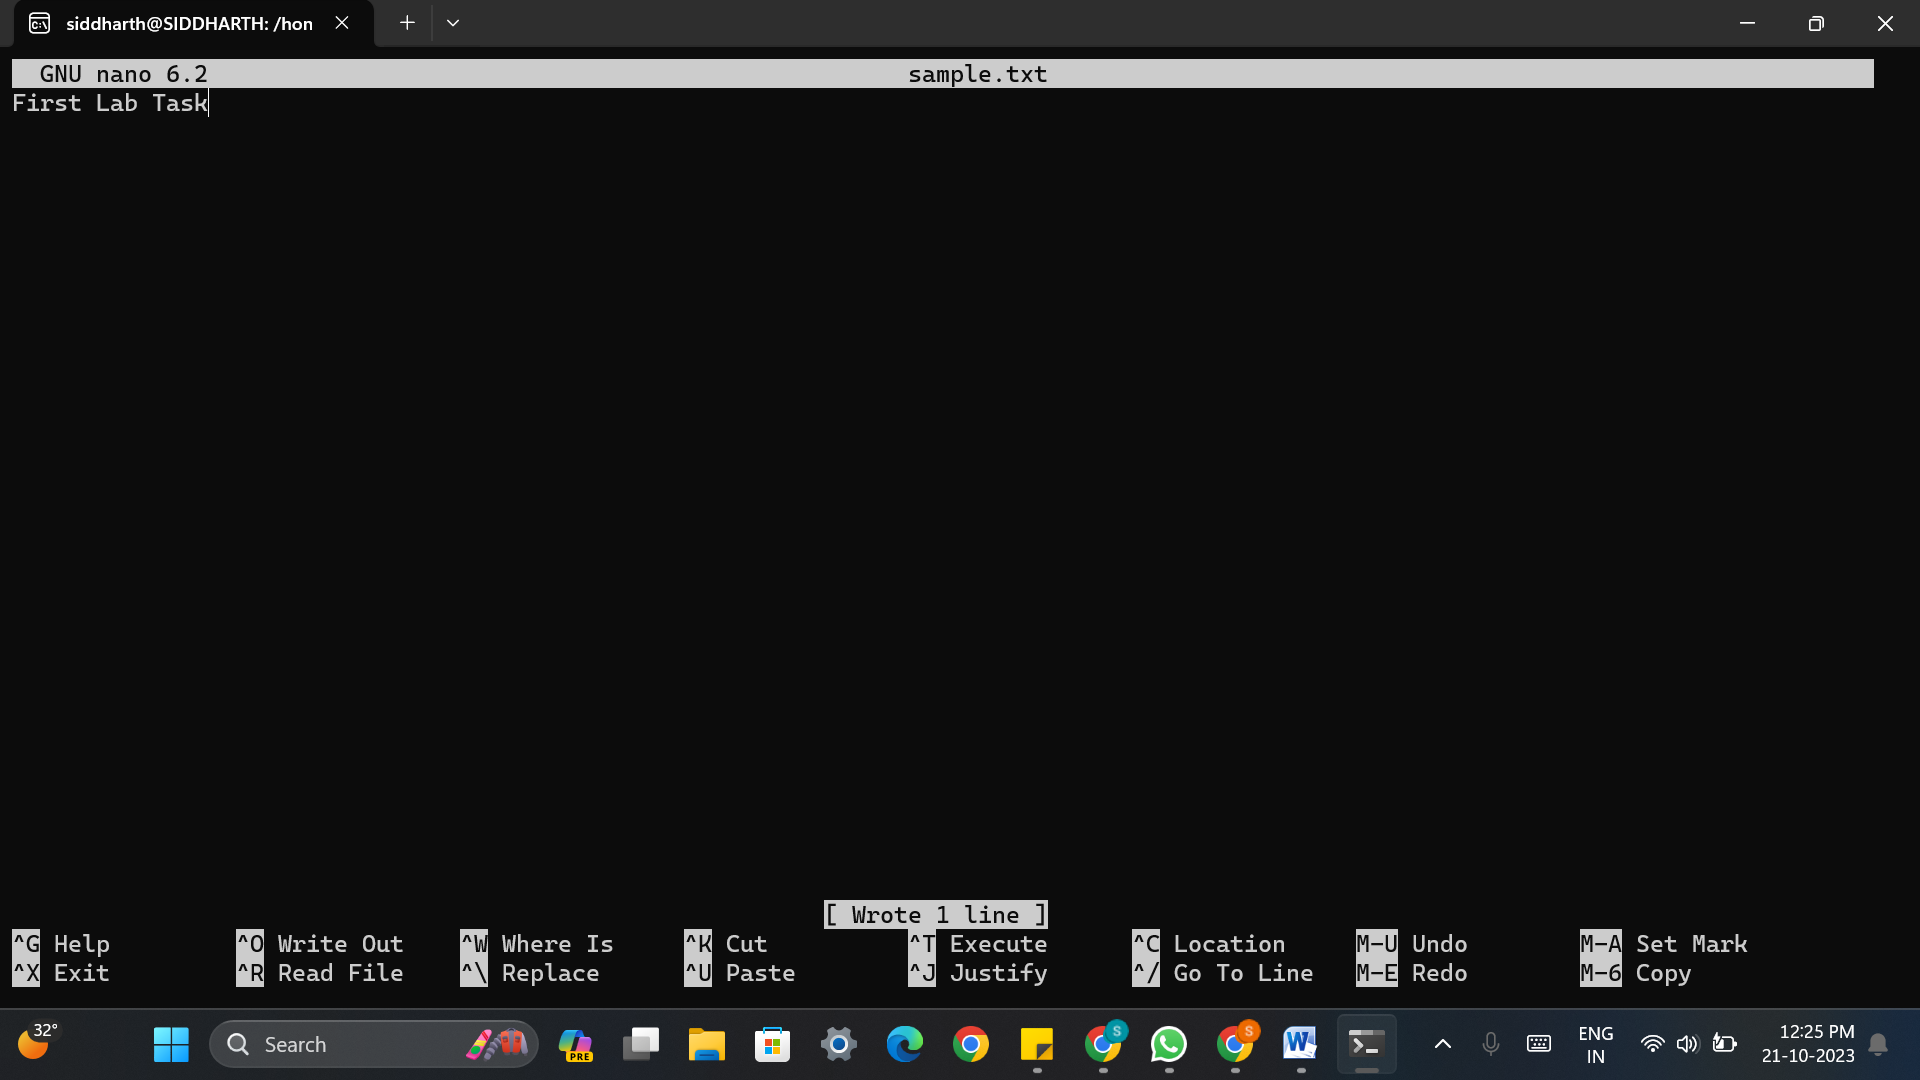 siddharth@SIDDHARTH: /hon
GNU nano 6.2 sample.txt
First Lab Task
[ Wrote 1 line ]
^G Help ^O Write Out ^W Where Is ^K Cut ^T Execute ^C Location M-U Undo M-A Set Mark
^X Exit ^R Read File ^\ Replace ^U Paste ^J Justify ^/ Go To Line M-E Redo M-6 Copy
32° Search PRE S S W ENG 12:25 PM
IN 21-10-2023